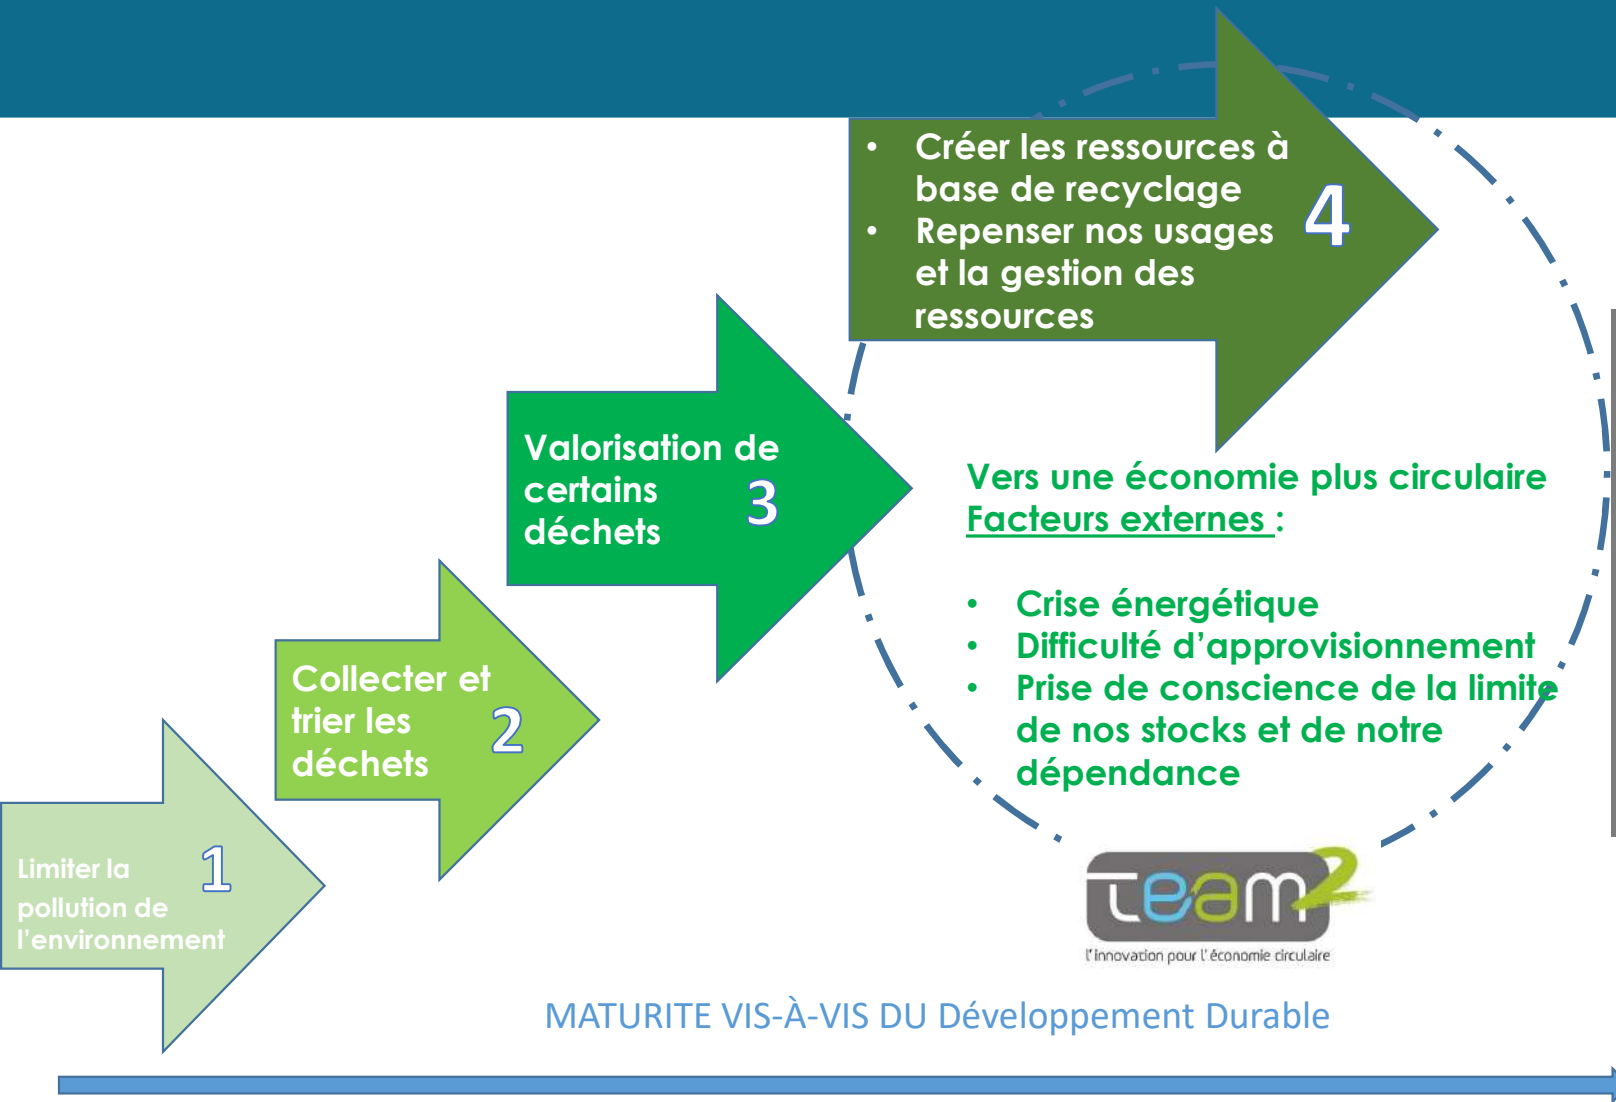 • Créer les ressources à
base de recyclage
• Repenser nos usages
et la gestion des
ressources
4
Valorisation de
certains
déchets
3
Vers une économie plus circulaire
Facteurs externes :
• Crise énergétique
• Difficulté d’approvisionnement
• Prise de conscience de la limite
de nos stocks et de notre
dépendance
Collecter et
trier les
déchets
2
Limiter la
pollution de
l’environnement
1
team2
l'innovation pour l'économie circulaire
MATURITE VIS-À-VIS DU Développement Durable